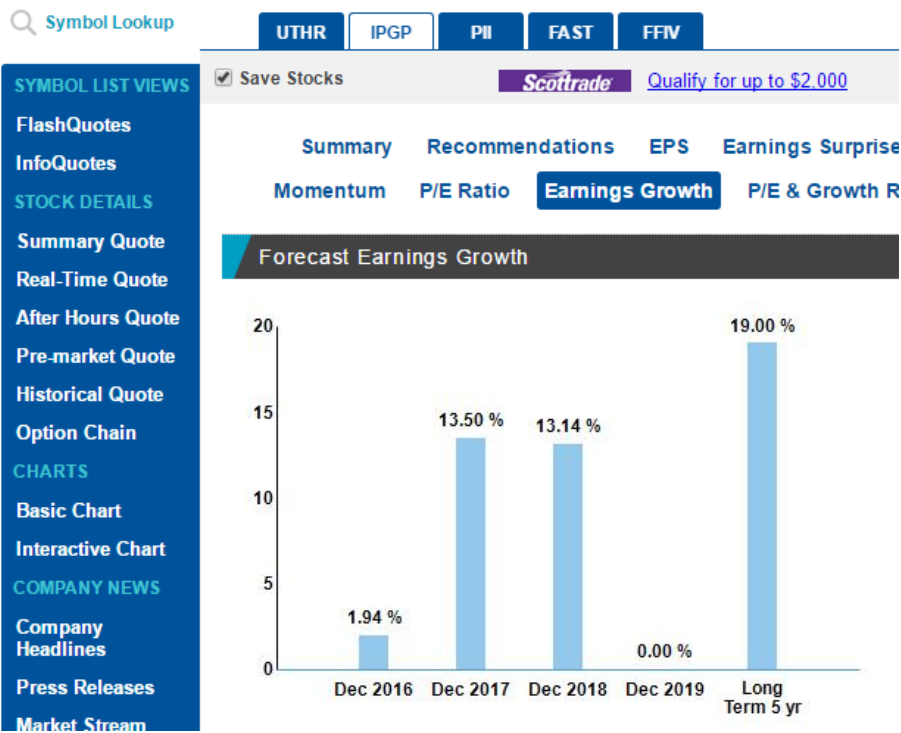 Symbol Lookup
UTHR IPGP PII FAST FFIV
SYMBOL LIST VIEWS
FlashQuotes
InfoQuotes
STOCK DETAILS
Summary Quote
Real-Time Quote
After Hours Quote
Pre-market Quote
Historical Quote
Option Chain
CHARTS
Basic Chart
Interactive Chart
COMPANY NEWS
Company
Headlines
Press Releases
Market Stream
Save Stocks Scottrade Qualify for up to $2,000
Summary Recommendations EPS Earnings Surprise
Momentum P/E Ratio Earnings Growth P/E & Growth R
Forecast Earnings Growth
20
15
10
5
0
1.94 %
13.50 %
13.14 %
0.00 %
19.00 %
Dec 2016 Dec 2017 Dec 2018 Dec 2019 Long
Term 5 yr